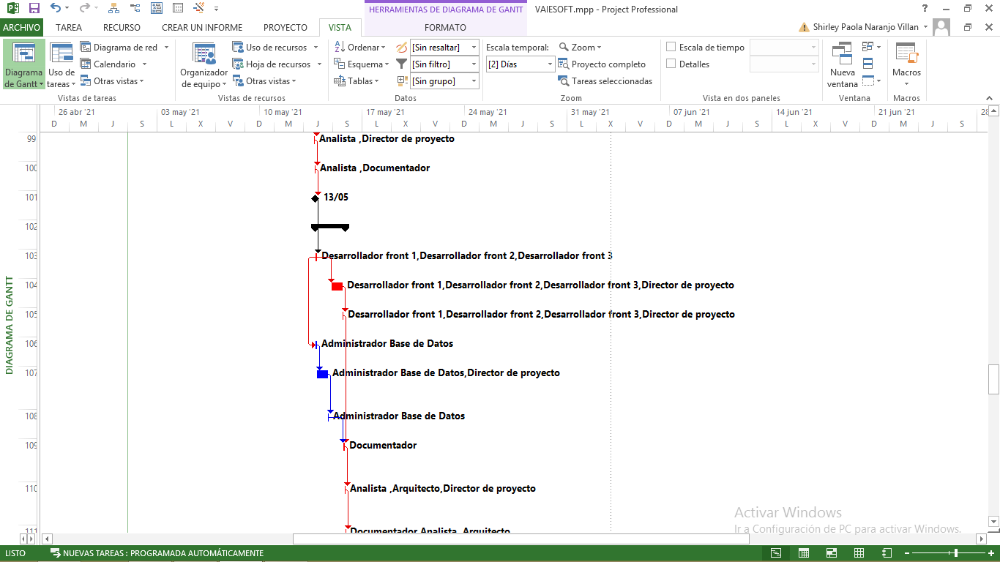 HERRAMIENTAS DE DIAGRAMA DE GANTT
VAIESOFT.mpp - Project Professional
?
ARCHIVO TAREA RECURSO CREAR UN INFORME PROYECTO VISTA FORMATO
Shirley Paola Naranjo Villan
Diagrama de Gantt
Uso de tareas
Diagrama de red
Calendario
Otras vistas
Vistas de tareas
Organizador de equipo
Uso de recursos
Hoja de recursos
Otras vistas
Vistas de recursos
Ordenar
Esquema
Tablas
[Sin resaltar]
[Sin filtro]
[Sin grupo]
Datos
Escala temporal:
[2] Días
Zoom
Proyecto completo
Tareas seleccionadas
Zoom
Escala de tiempo
Detalles
Vista en dos paneles
Nueva ventana
Ventana
Macros
Macros
26 abr '21 03 may '21 10 may '21 17 may '21 24 may '21 31 may '21 07 jun '21 14 jun '21 21 jun '21 28
D M J S L X V D M J S L X V D M J S L X V D M J S L X V D M J S
DIAGRAMA DE GANTT
99 Analista ,Director de proyecto
100 Analista ,Documentador
101 13/05
102
103 Desarrollador front 1,Desarrollador front 2,Desarrollador front 3
104 Desarrollador front 1,Desarrollador front 2,Desarrollador front 3,Director de proyecto
105 Desarrollador front 1,Desarrollador front 2,Desarrollador front 3,Director de proyecto
106 Administrador Base de Datos
107 Administrador Base de Datos,Director de proyecto
108 Administrador Base de Datos
109 Documentador
110 Analista ,Arquitecto,Director de proyecto
111 Documentador,Analista ,Arquitecto
Activar Windows
Ir a Configuración de PC para activar Windows.
LISTO NUEVAS TAREAS : PROGRAMADA AUTOMÁTICAMENTE